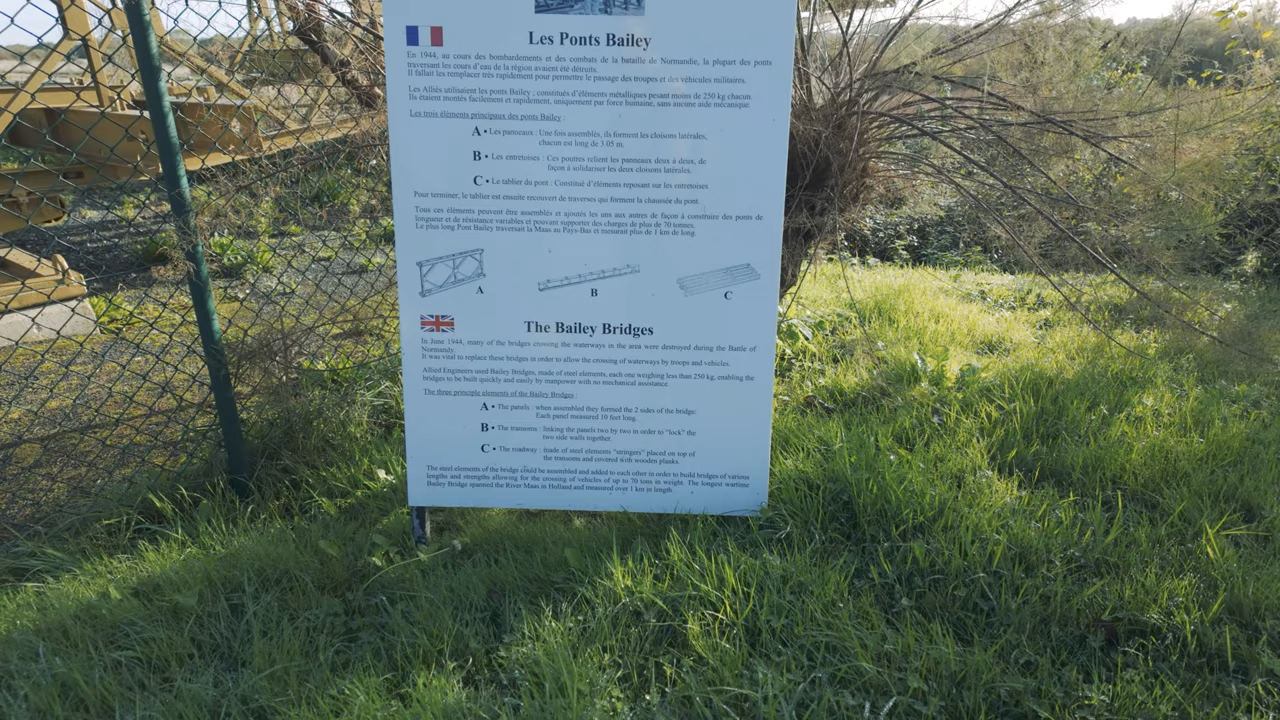 Les Ponts Bailey
En 1944, au cours des bombardements et des combats de la bataille de Normandie, la plupart des ponts
traversant les cours d'eau de la région avaient été détruits.
Il fallait les remplacer très rapidement pour permettre le passage des troupes et des véhicules militaires.
Les Alliés utilisaient les ponts Bailey ; constitués d'éléments métalliques pesant moins de 250 kg chacun.
Ils étaient montés facilement et rapidement, uniquement par force humaine, sans aucune aide mécanique.
Les trois éléments principaux des ponts Bailey :
A • Les panneaux : Une fois assemblés, ils forment les cloisons latérales,
chacun est long de 3.05 m.
B • Les entretoises : Ces poutres relient les panneaux deux à deux, de
façon à solidariser les deux cloisons latérales.
C • Le tablier du pont : Constitué d'éléments reposant sur les entretoises
Pour terminer, le tablier est ensuite recouvert de traverses qui forment la chaussée du pont.
Tous ces éléments peuvent être assemblés et ajoutés les uns aux autres de façon à construire des ponts de
longueur et de résistance variables et pouvant supporter des charges de plus de 70 tonnes.
Le plus long Pont Bailey traversait la Maas au Pays-Bas et mesurait plus de 1 km de long.
A
B
C
The Bailey Bridges
In June 1944, many of the bridges crossing the waterways in the area were destroyed during the Battle of
Normandy.
It was vital to replace these bridges in order to allow the crossing of waterways by troops and vehicles.
Allied Engineers used Bailey Bridges, made of steel elements, each one weighing less than 250 kg, enabling the
bridges to be built quickly and easily by manpower with no mechanical assistance.
The three principle elements of the Bailey Bridges :
A • The panels : when assembled they formed the 2 sides of the bridge.
Each panel measured 10 feet long.
B • The transoms : linking the panels two by two in order to "lock" the
two side walls together.
C • The roadway : made of steel elements "stringers" placed on top of
the transoms and covered with wooden planks.
The steel elements of the bridge could be assembled and added to each other in order to build bridges of various
lengths and strengths allowing for the crossing of vehicles of up to 70 tons in weight. The longest wartime
Bailey Bridge spanned the River Maas in Holland and measured over 1 km in length